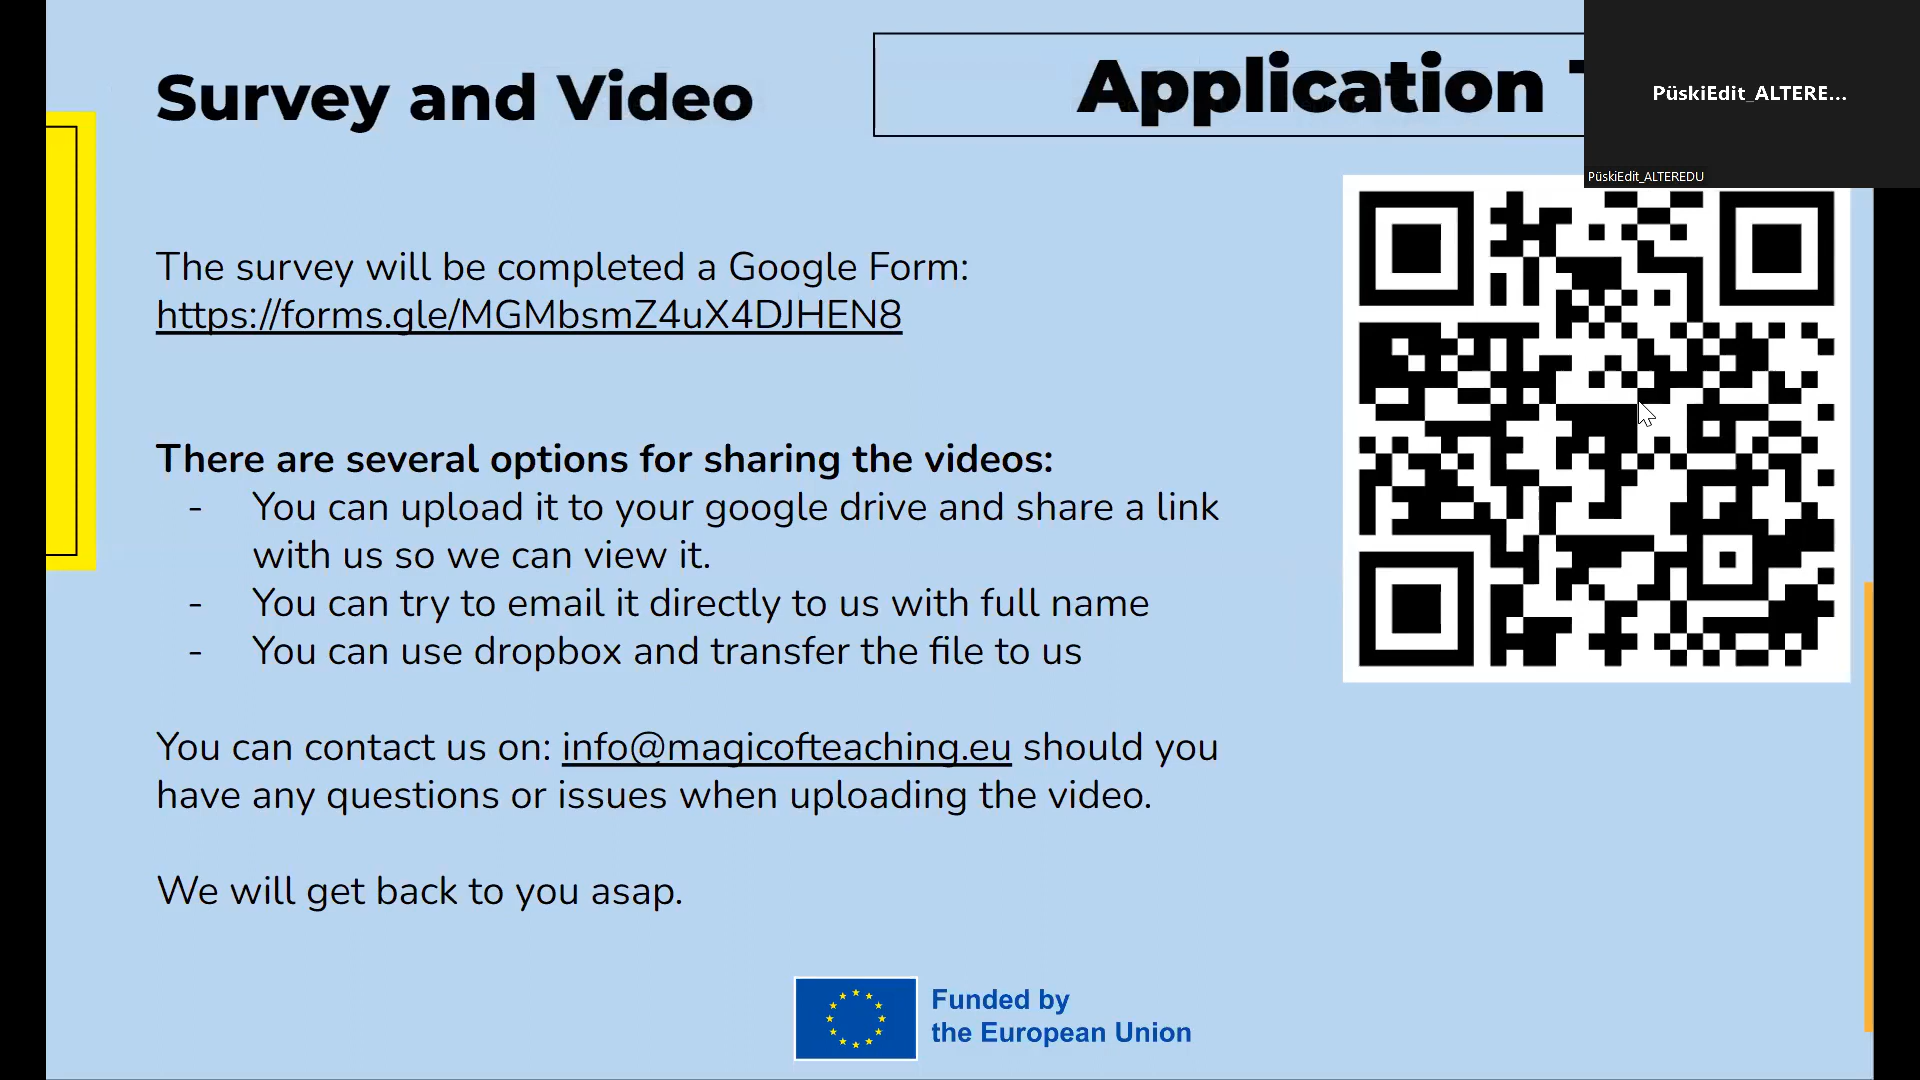 Survey and Video
Application
PüskiEdit_ALTERE...
PüskiEdit_ALTEREDU
The survey will be completed a Google Form:
https://forms.gle/MGMbsmZ4uX4DJHEN8
There are several options for sharing the videos:
- You can upload it to your google drive and share a link
with us so we can view it.
- You can try to email it directly to us with full name
- You can use dropbox and transfer the file to us
You can contact us on: info@magicofteaching.eu should you
have any questions or issues when uploading the video.
We will get back to you asap.
Funded by
the European Union